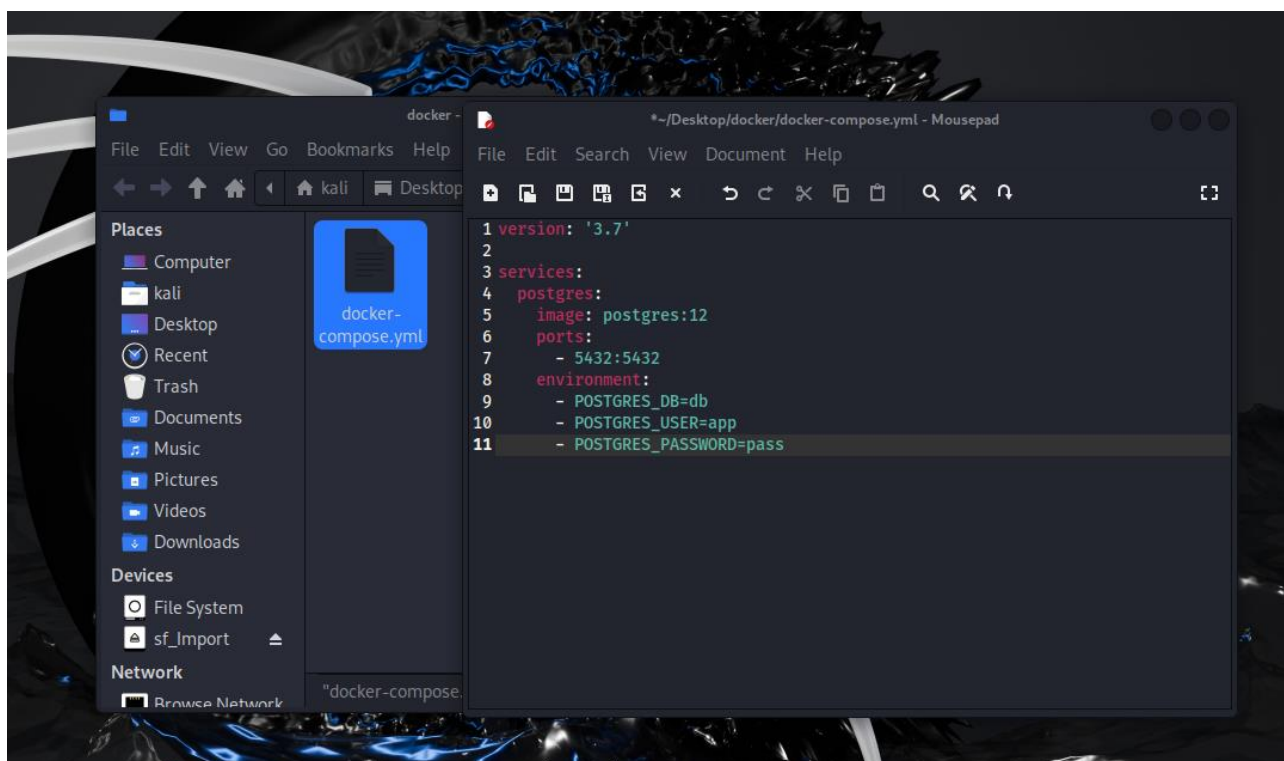 docker -
File Edit View Go Bookmarks Help
kali Desktop
Places
Computer
kali
Desktop
Recent
Trash
Documents
Music
Pictures
Videos
Downloads
Devices
File System
sf_Import
Network
Browse Network
docker-
compose.yml
"docker-compose.
*~/Desktop/docker/docker-compose.yml - Mousepad
File Edit Search View Document Help
1 version: '3.7'
2
3 services:
4   postgres:
5     image: postgres:12
6     ports:
7       - 5432:5432
8     environment:
9       - POSTGRES_DB=db
10       - POSTGRES_USER=app
11       - POSTGRES_PASSWORD=pass